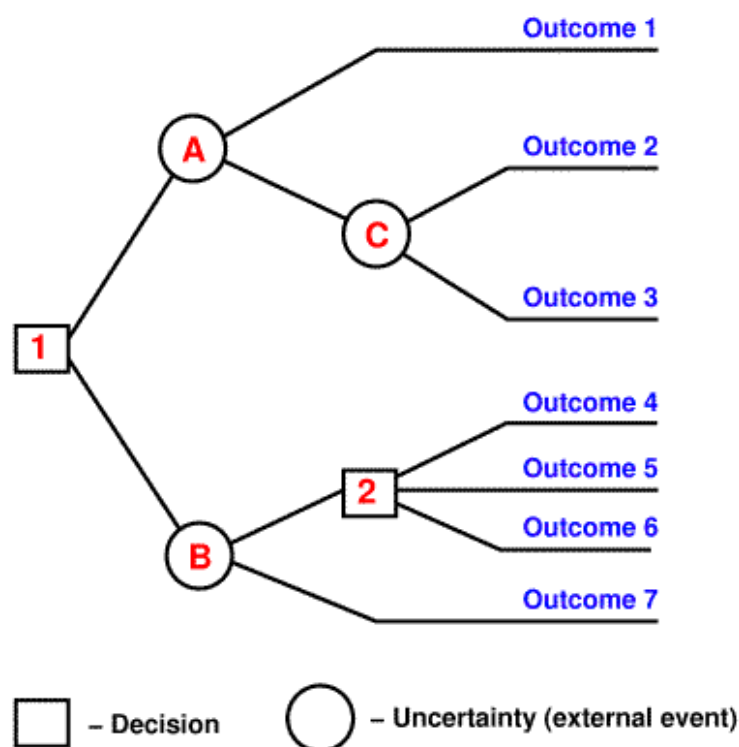 Outcome 1
A
Outcome 2
C
Outcome 3
1
Outcome 4
2
Outcome 5
Outcome 6
B
Outcome 7
– Decision
– Uncertainty (external event)